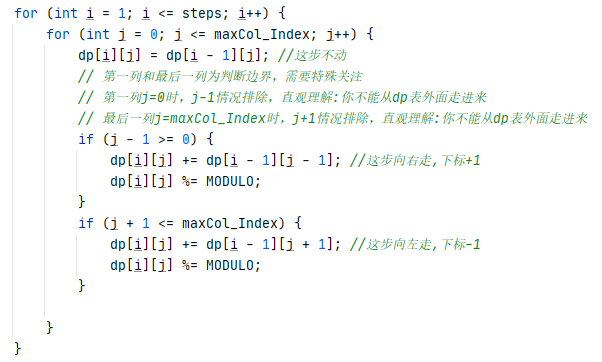 for (int i = 1; i <= steps; i++) {
    for (int j = 0; j <= maxCol_Index; j++) {
        dp[i][j] = dp[i - 1][j]; //这步不动
        // 第一列和最后一列为判断边界，需要特殊关注
        // 第一列j=0时，j-1情况排除，直观理解:你不能从dp表外面走进来
        // 最后一列j=maxCol_Index时，j+1情况排除，直观理解:你不能从dp表外面走进来
        if (j - 1 >= 0) {
            dp[i][j] += dp[i - 1][j - 1]; //这步向右走,下标+1
            dp[i][j] %= MODULO;
        }
        if (j + 1 <= maxCol_Index) {
            dp[i][j] += dp[i - 1][j + 1]; //这步向左走,下标-1
            dp[i][j] %= MODULO;
        }
    }
}